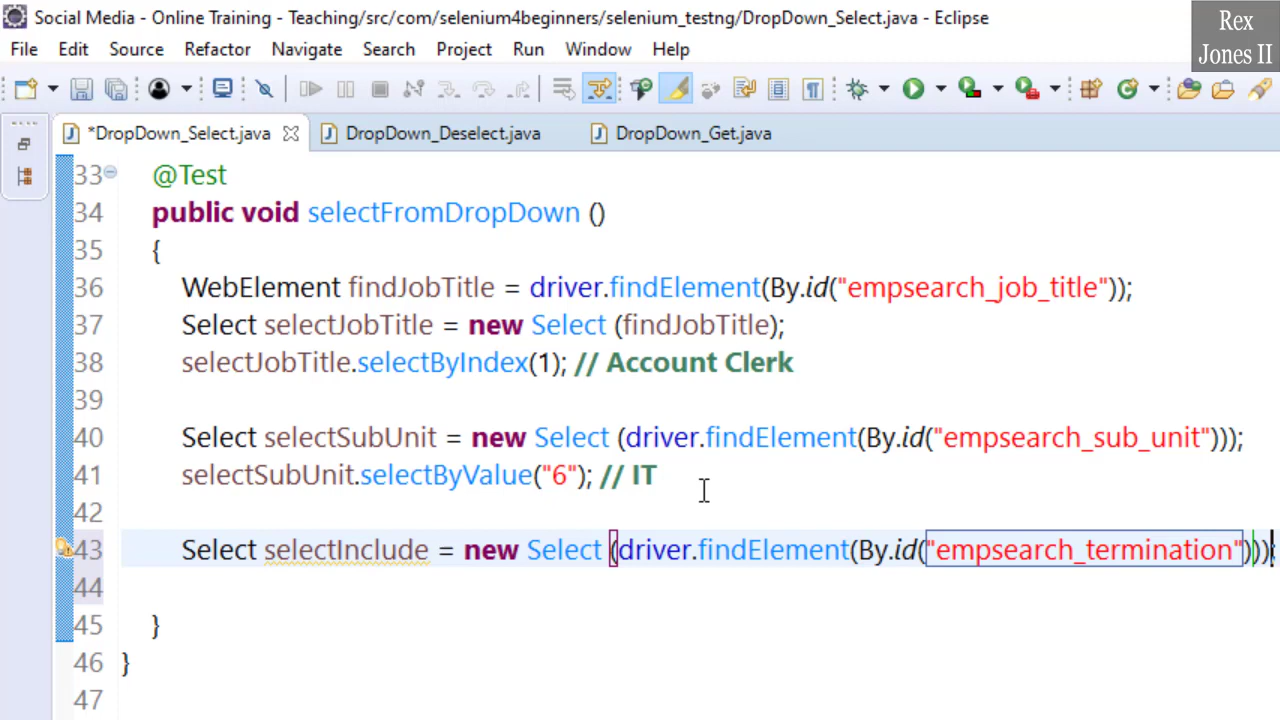 Social Media - Online Training - Teaching/src/com/selenium4beginners/selenium_testng/DropDown_Select.java - Eclipse
Rex
Jones II
File Edit Source Refactor Navigate Search Project Run Window Help
*DropDown_Select.java DropDown_Deselect.java DropDown_Get.java
33 @Test
34 public void selectFromDropDown ()
35 {
36 WebElement findJobTitle = driver.findElement(By.id("empsearch_job_title"));
37 Select selectJobTitle = new Select (findJobTitle);
38 selectJobTitle.selectByIndex(1); // Account Clerk
39
40 Select selectSubUnit = new Select (driver.findElement(By.id("empsearch_sub_unit")));
41 selectSubUnit.selectByValue("6"); // IT
42
43 Select selectInclude = new Select (driver.findElement(By.id("empsearch_termination")));
44
45 }
46 }
47